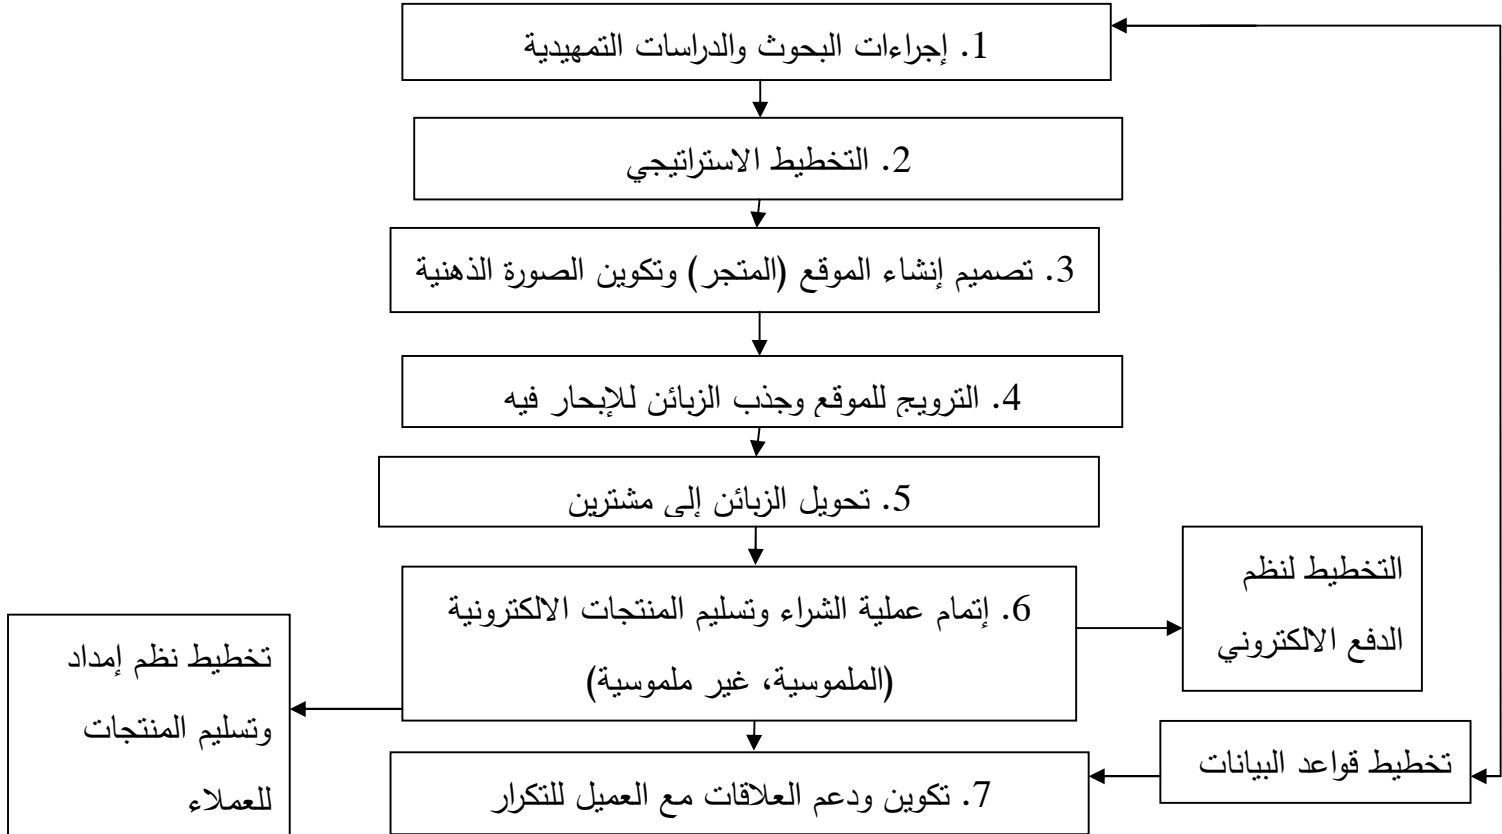 1. إجراءات البحوث والدراسات التمهيدية
2. التخطيط الاستراتيجي
3. تصميم إنشاء الموقع (المتجر) وتكوين الصورة الذهنية
4. الترويج للموقع وجذب الزبائن للإبحار فيه
5. تحويل الزبائن إلى مشترين
6. إتمام عملية الشراء وتسليم المنتجات الالكترونية
(الملموسية، غير ملموسية)
التخطيط لنظم
الدفع الالكتروني
تخطيط نظم إمداد
وتسليم المنتجات
للعملاء
تخطيط قواعد البيانات
7. تكوين ودعم العلاقات مع العميل للتكرار